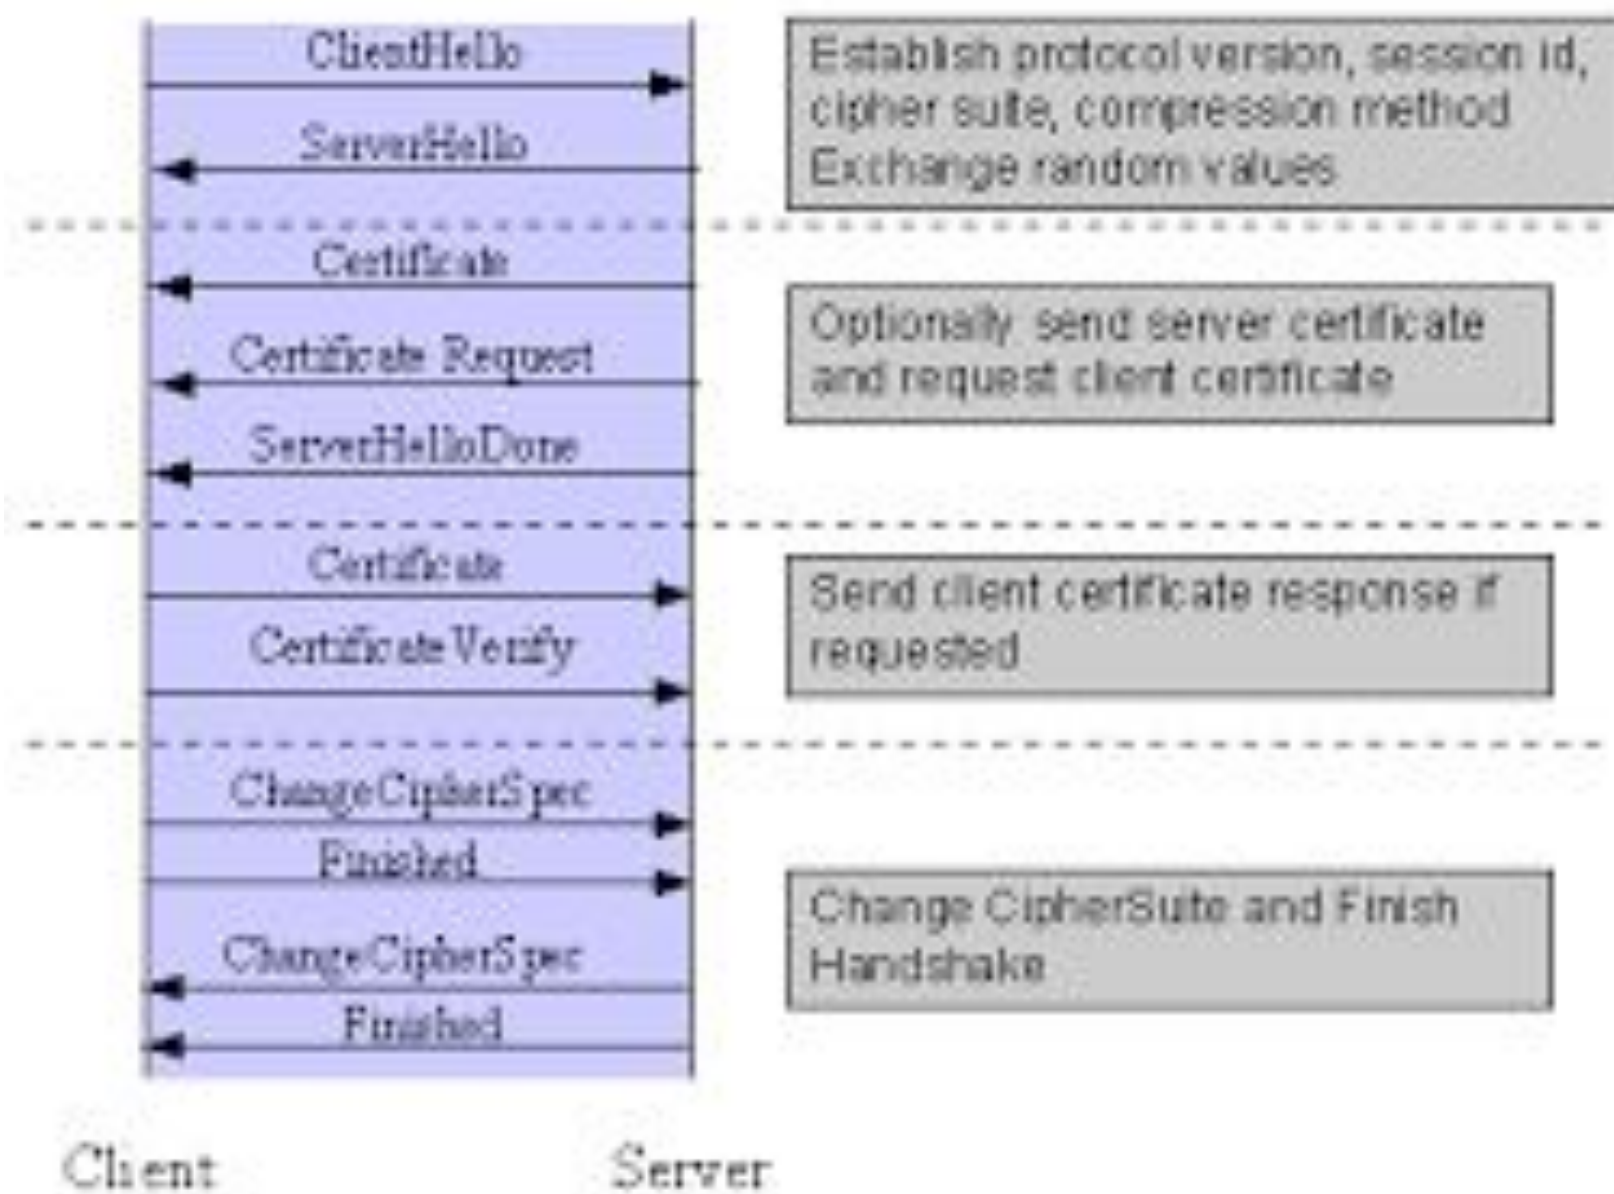 ClientHello
Establish protocol version, session id,
cipher suite, compression method
Exchange random values
ServerHello
Certificate
Optionally send server certificate
and request client certificate
Certificate Request
ServerHelloDone
Certificate
Send client certificate response if
requested
CertificateVerify
ChangeCipherSpec
Finished
Change CipherSuite and Finish
Handshake
ChangeCipherSpec
Finished
Client
Server